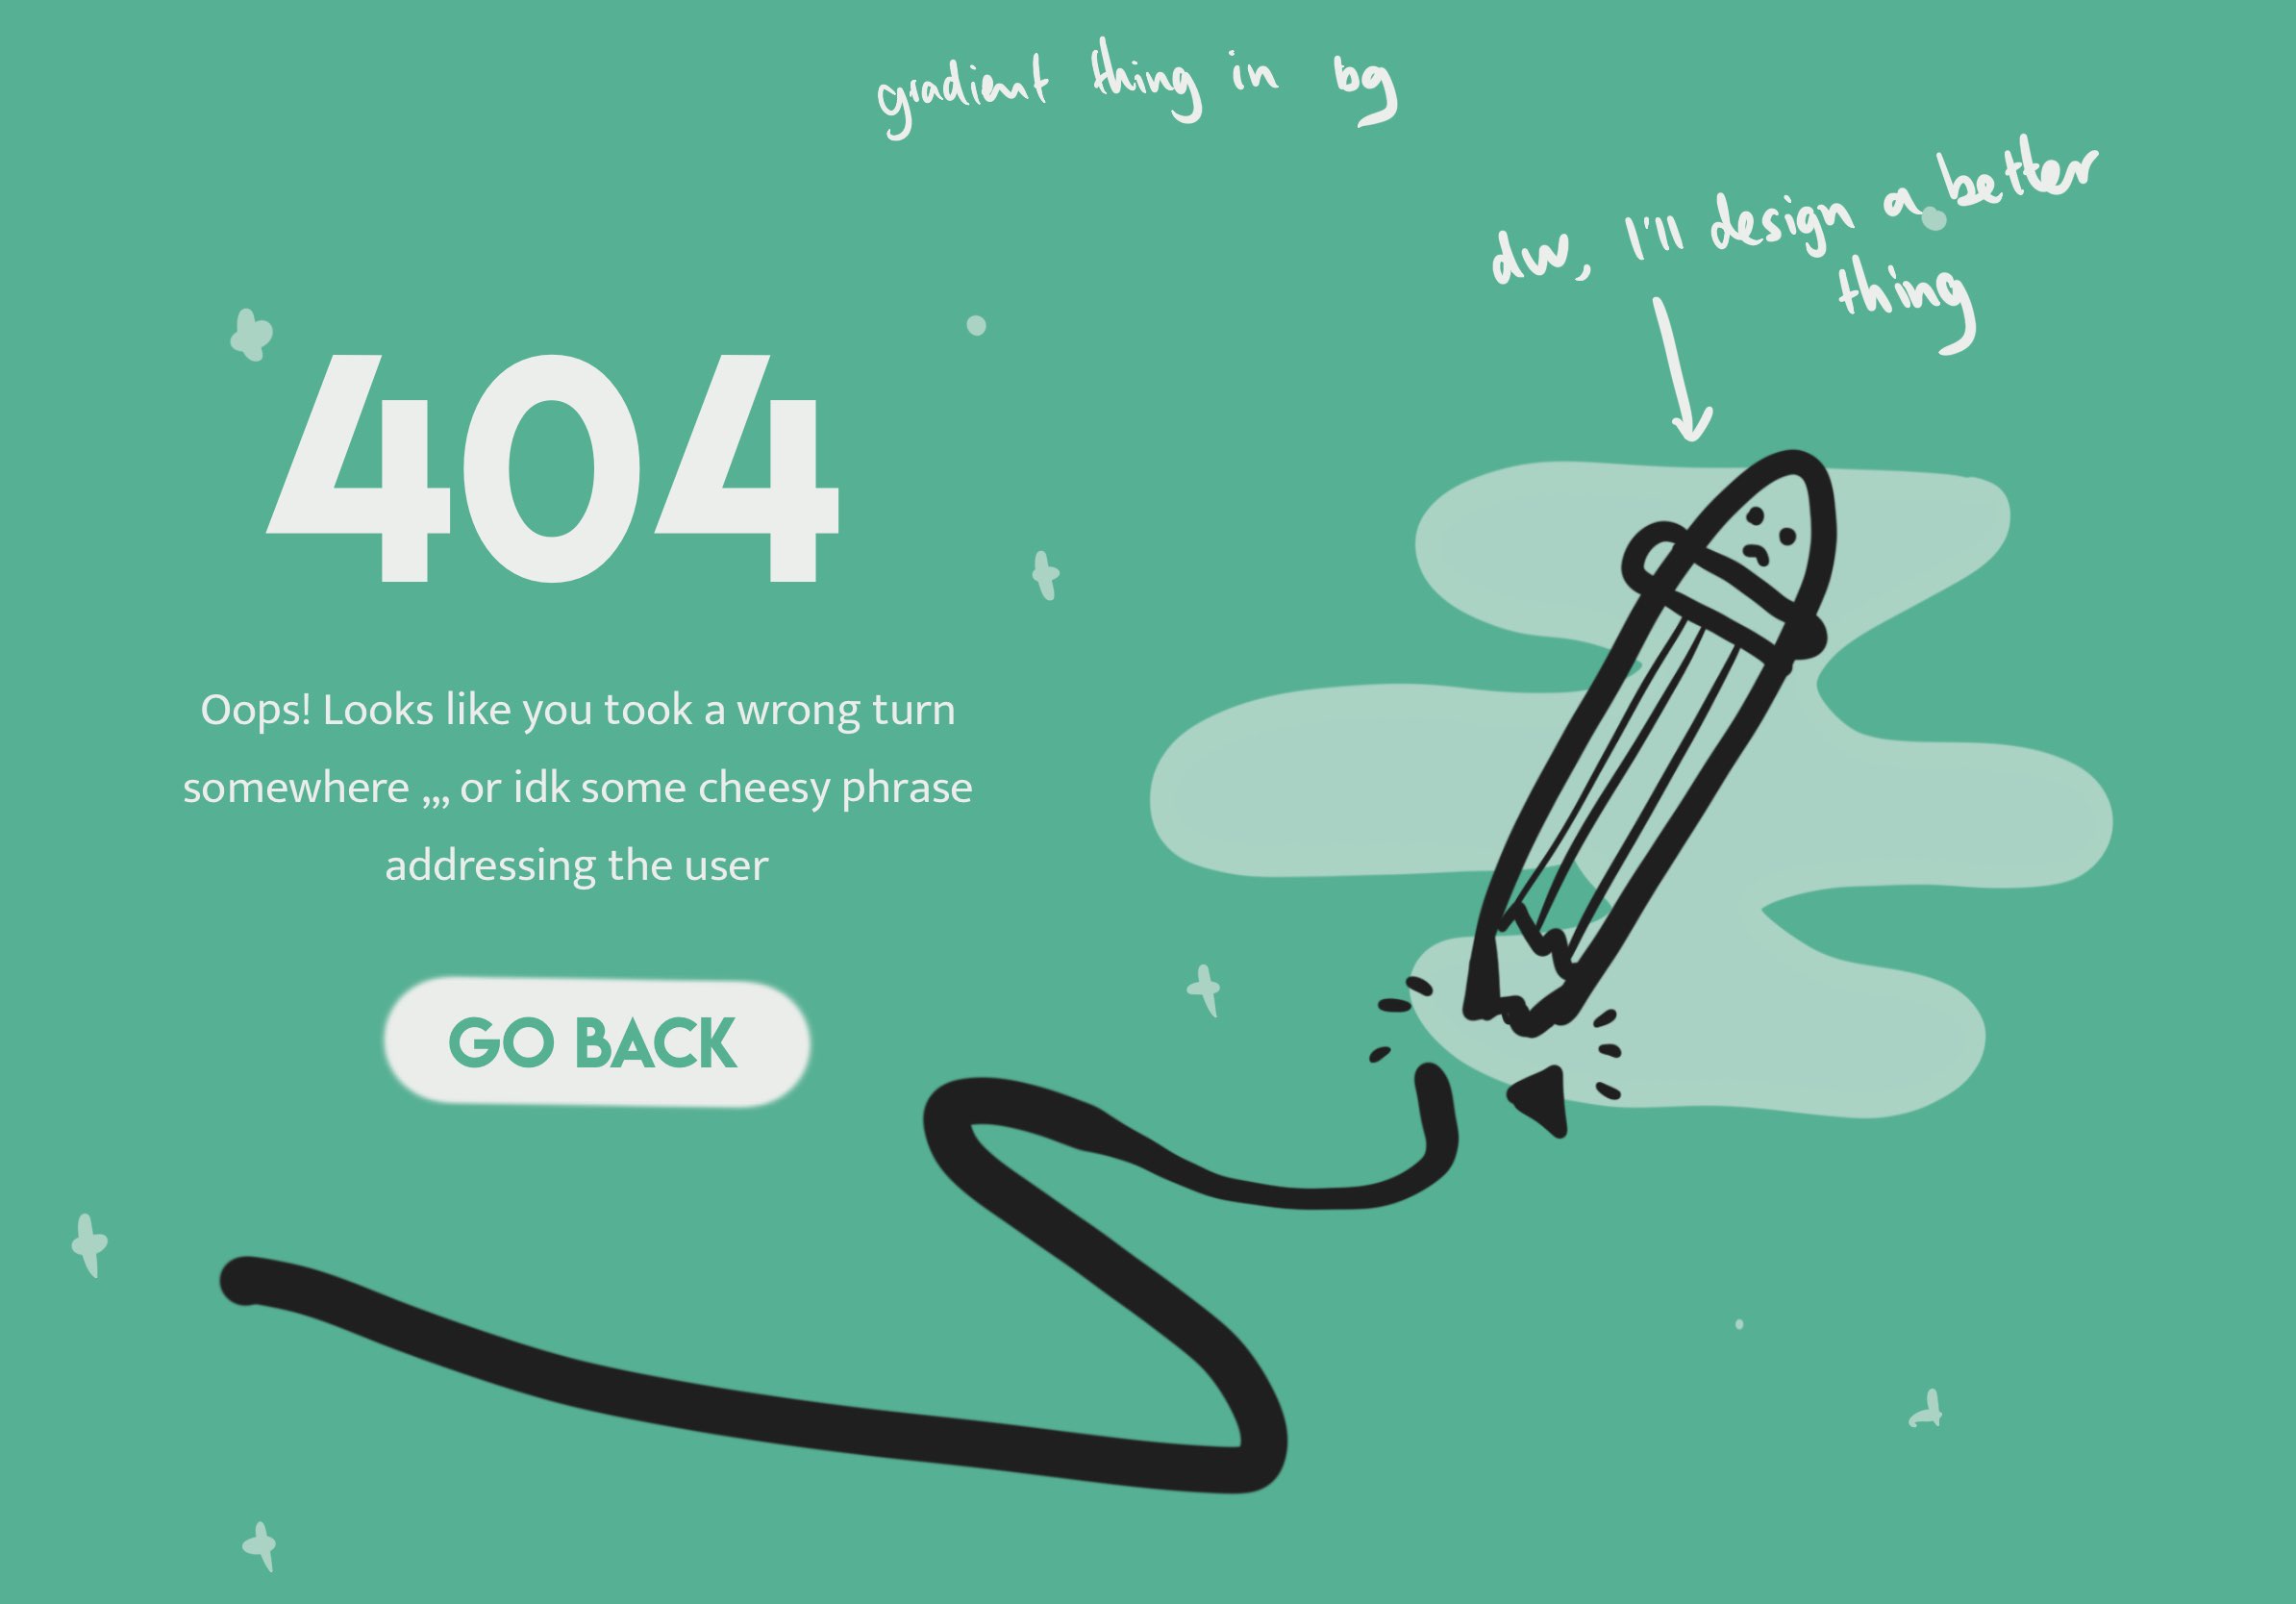 gradient thing in bg
dw, I'll design a better
thing
404
Oops! Looks like you took a wrong turn
somewhere ,,, or idk some cheesy phrase
addressing the user
GO BACK